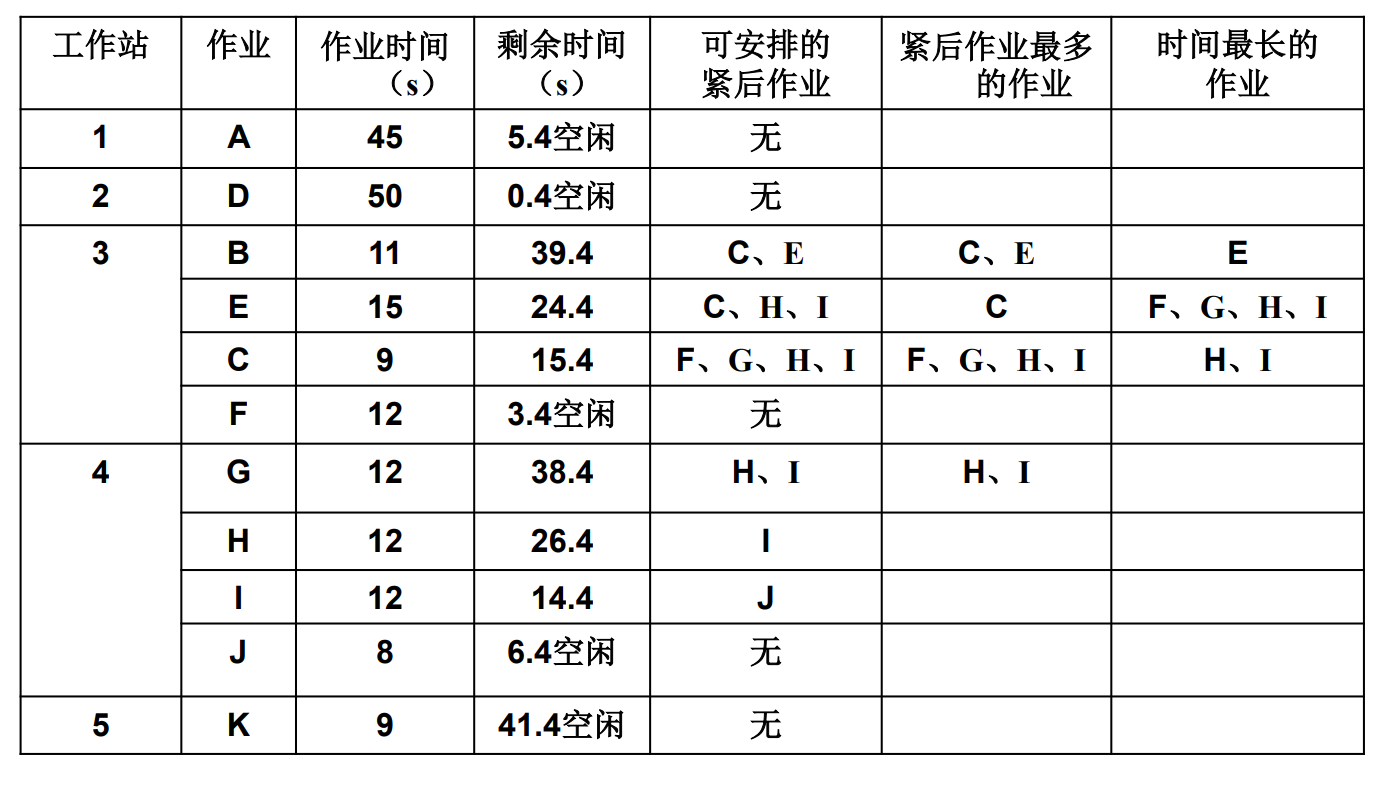 工作站 作业 作业时间(s) 剩余时间(s) 可安排的紧后作业 紧后作业最多的作业 时间最长的作业
1 A 45 5.4空闲 无
2 D 50 0.4空闲 无
3 B 11 39.4 C、E C、E E
E 15 24.4 C、H、I C F、G、H、I
C 9 15.4 F、G、H、I F、G、H、I H、I
F 12 3.4空闲 无
4 G 12 38.4 H、I H、I
H 12 26.4 I
I 12 14.4 J
J 8 6.4空闲 无
5 K 9 41.4空闲 无